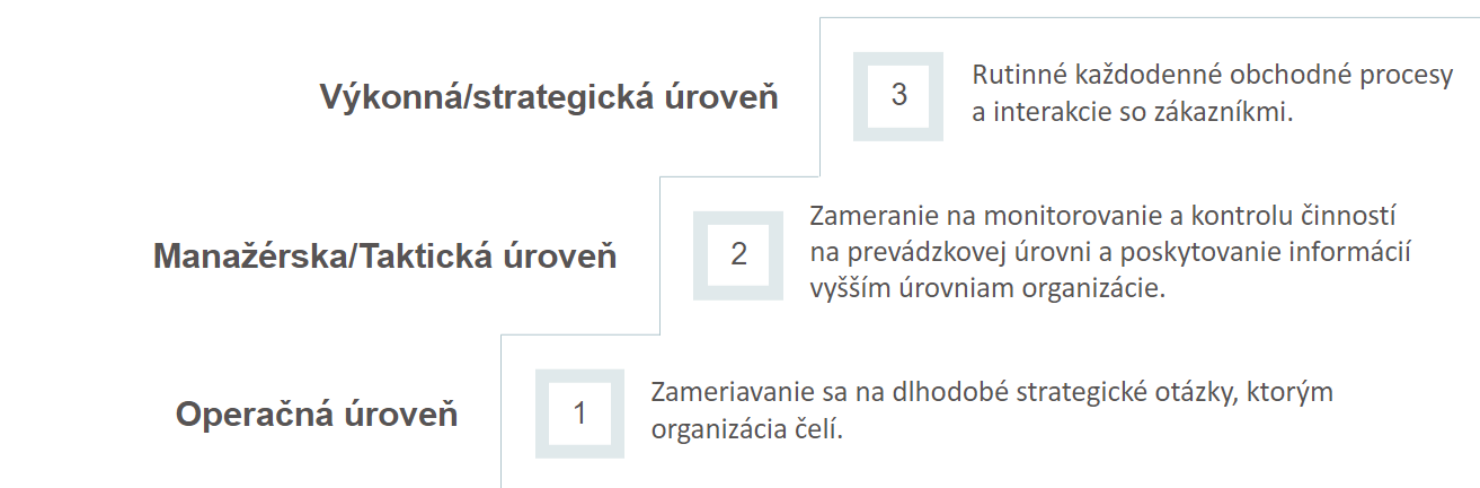 Výkonná/strategická úroveň
3
Rutinné každodenné obchodné procesy
a interakcie so zákazníkmi.
Manažérska/Taktická úroveň
2
Zameranie na monitorovanie a kontrolu činností
na prevádzkovej úrovni a poskytovanie informácií
vyšším úrovniam organizácie.
Operačná úroveň
1
Zameriavanie sa na dlhodobé strategické otázky, ktorým
organizácia čelí.